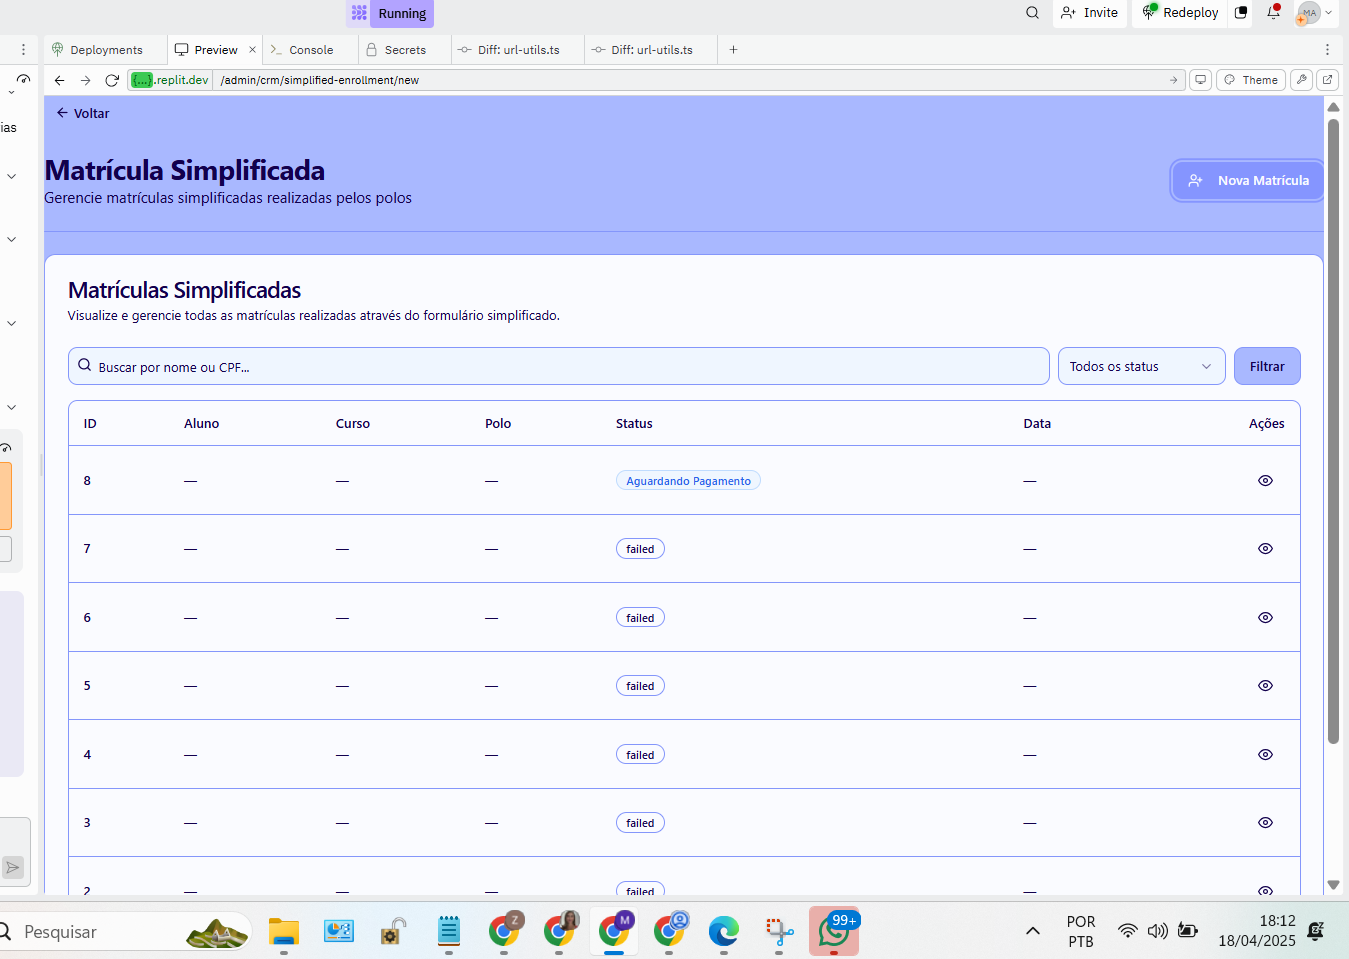 Running
Invite
Redeploy
MA
Deployments
Preview
Console
Secrets
Diff: url-utils.ts
Diff: url-utils.ts
{...}.replit.dev
/admin/crm/simplified-enrollment/new
Theme
ias
Voltar
Matrícula Simplificada
Gerencie matrículas simplificadas realizadas pelos polos
Nova Matrícula
Matrículas Simplificadas
Visualize e gerencie todas as matrículas realizadas através do formulário simplificado.
Buscar por nome ou CPF...
Todos os status
Filtrar
ID Aluno Curso Polo Status Data Ações
8 — — — Aguardando Pagamento —
7 — — — failed —
6 — — — failed —
5 — — — failed —
4 — — — failed —
3 — — — failed —
2 — — — failed —
Pesquisar
Z
M
99+
POR
PTB
18:12
18/04/2025